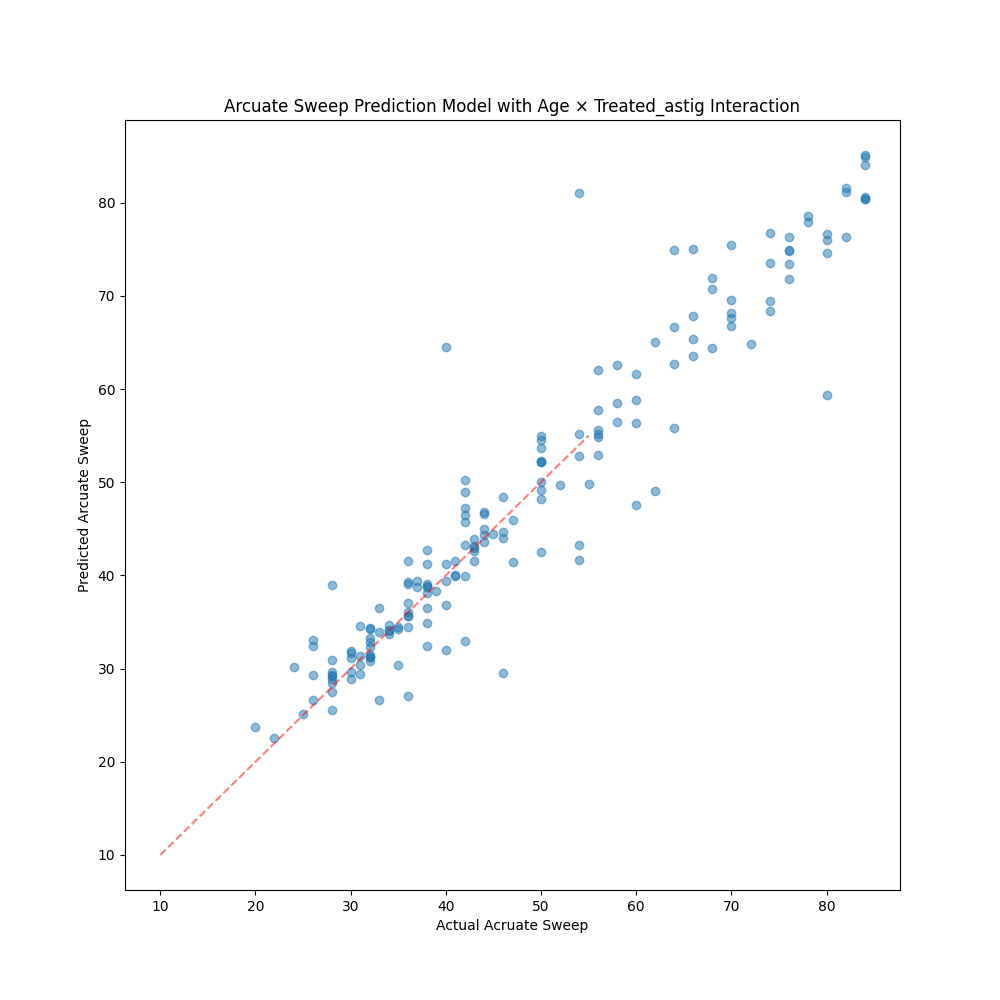 Arcuate Sweep Prediction Model with Age × Treated_astig Interaction
Predicted Arcuate Sweep
80
70
60
50
40
30
20
10
10 20 30 40 50 60 70 80
Actual Acruate Sweep